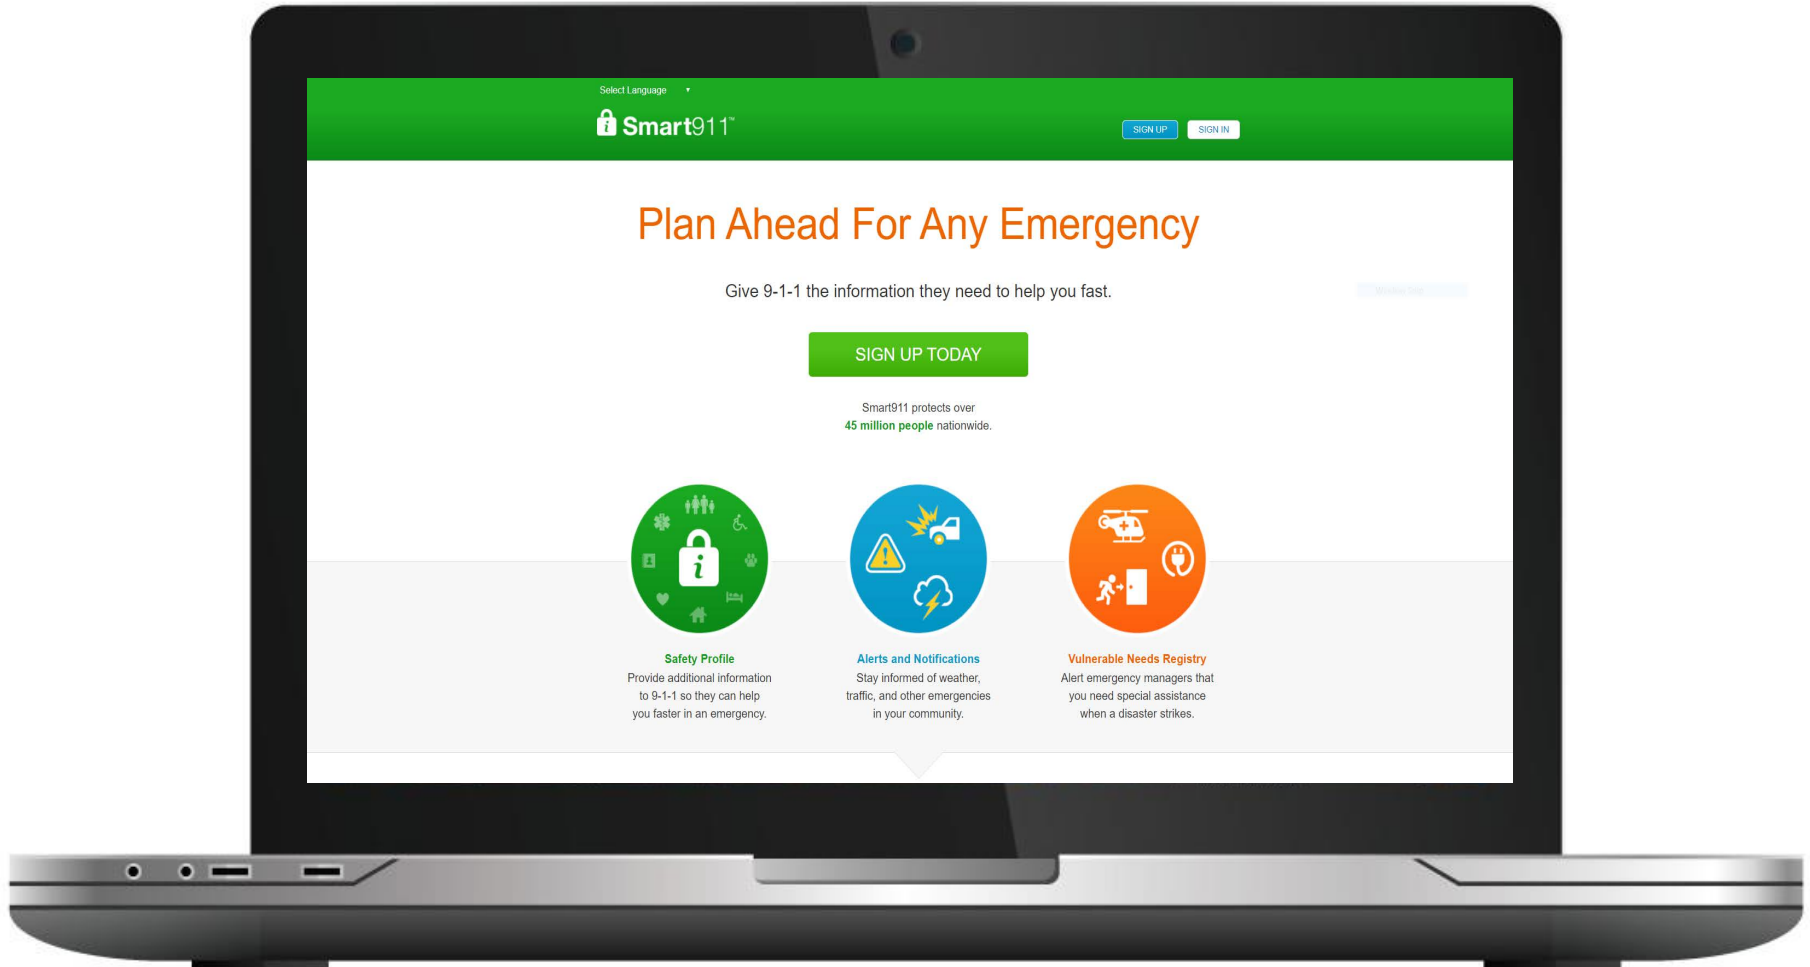 Select Language
Smart911™
SIGN UP
SIGN IN
Plan Ahead For Any Emergency
Give 9-1-1 the information they need to help you fast.
SIGN UP TODAY
Smart911 protects over
45 million people nationwide.
i
Safety Profile
Provide additional information
to 9-1-1 so they can help
you faster in an emergency.
Alerts and Notifications
Stay informed of weather,
traffic, and other emergencies
in your community.
Vulnerable Needs Registry
Alert emergency managers that
you need special assistance
when a disaster strikes.